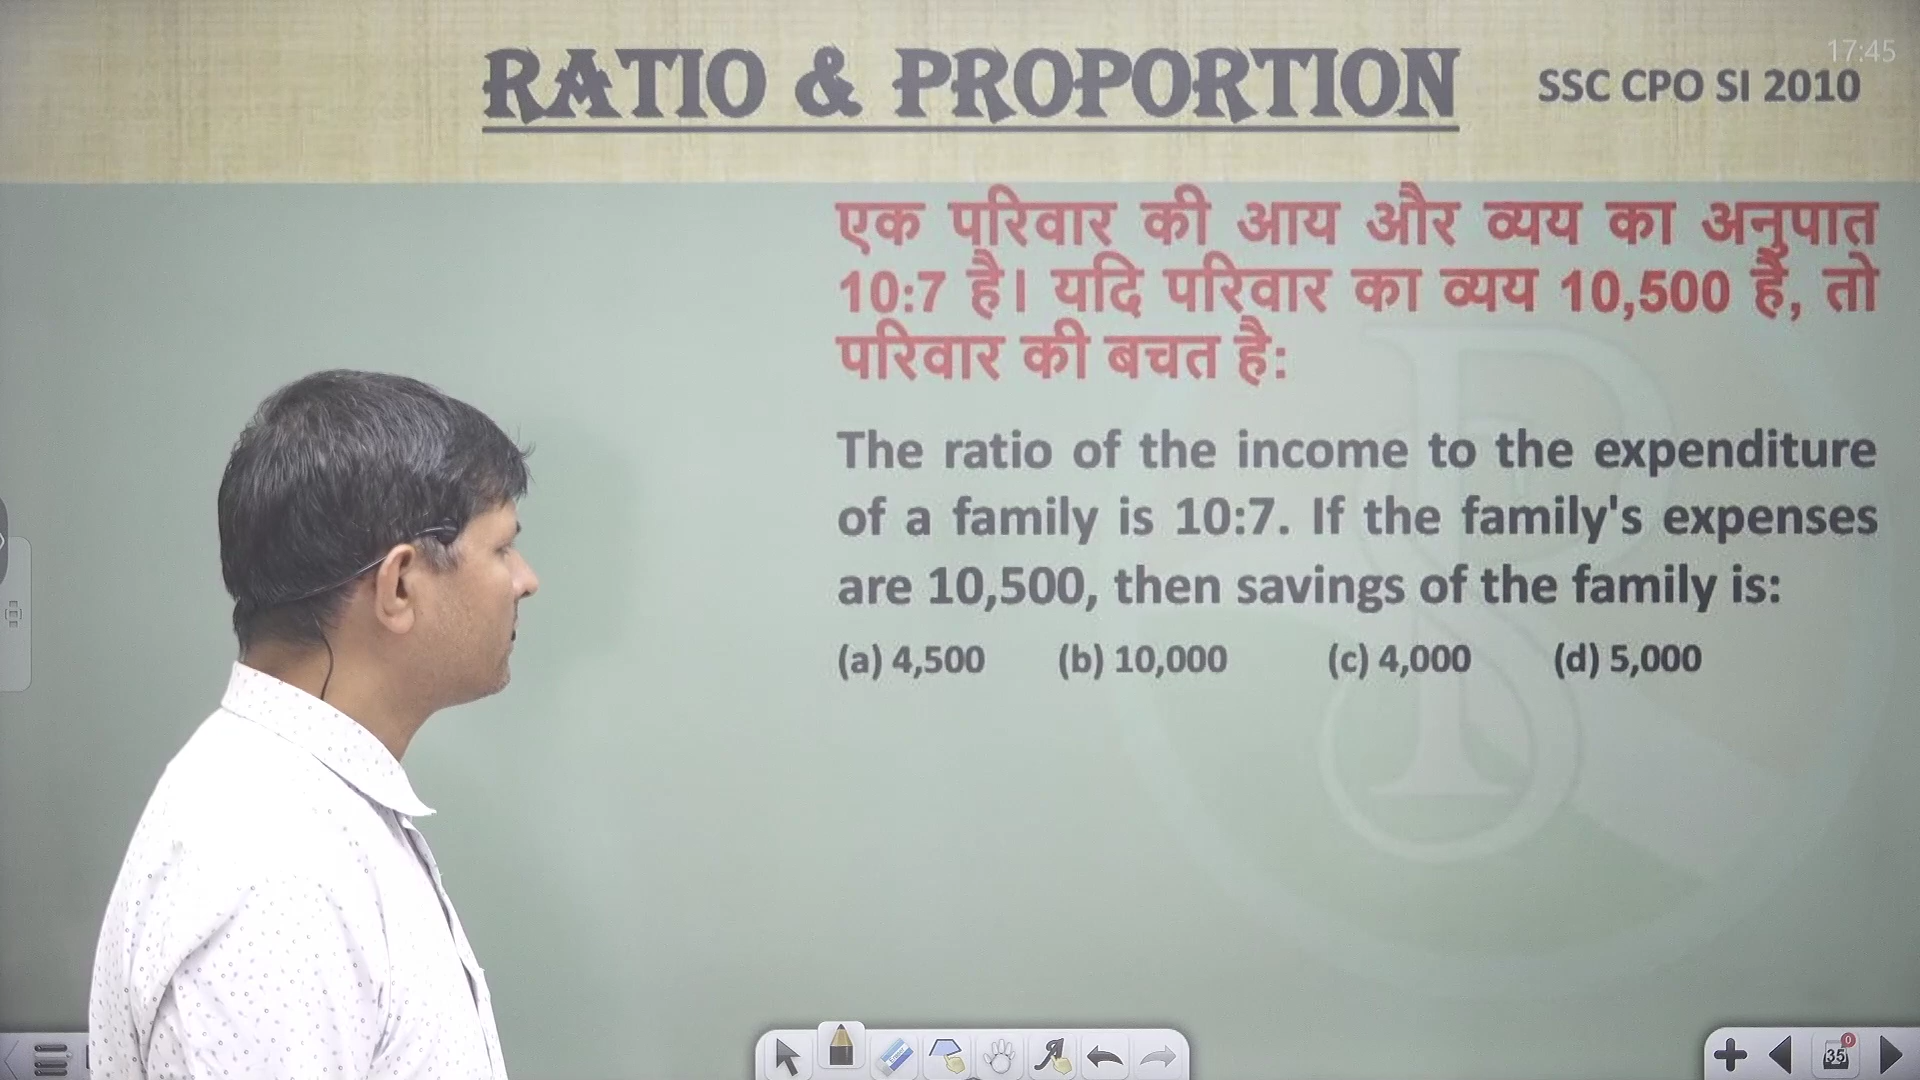 17:45
RATIO & PROPORTION
SSC CPO SI 2010
एक परिवार की आय और व्यय का अनुपात
10:7 है। यदि परिवार का व्यय 10,500 हैं, तो
परिवार की बचत है:
The ratio of the income to the expenditure
of a family is 10:7. If the family's expenses
are 10,500, then savings of the family is:
(a) 4,500 (b) 10,000 (c) 4,000 (d) 5,000
35
0